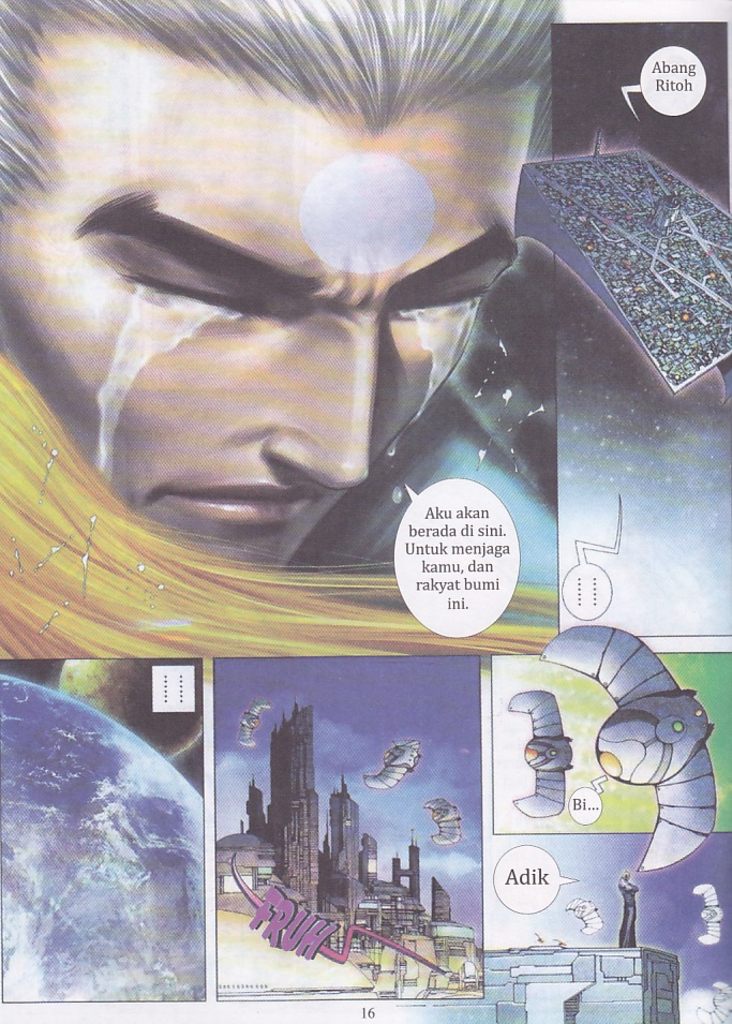 Abang
Ritoh
Aku akan
berada di sini.
Untuk menjaga
kamu, dan
rakyat bumi
ini.
Bi...
FRUH
Adik
16